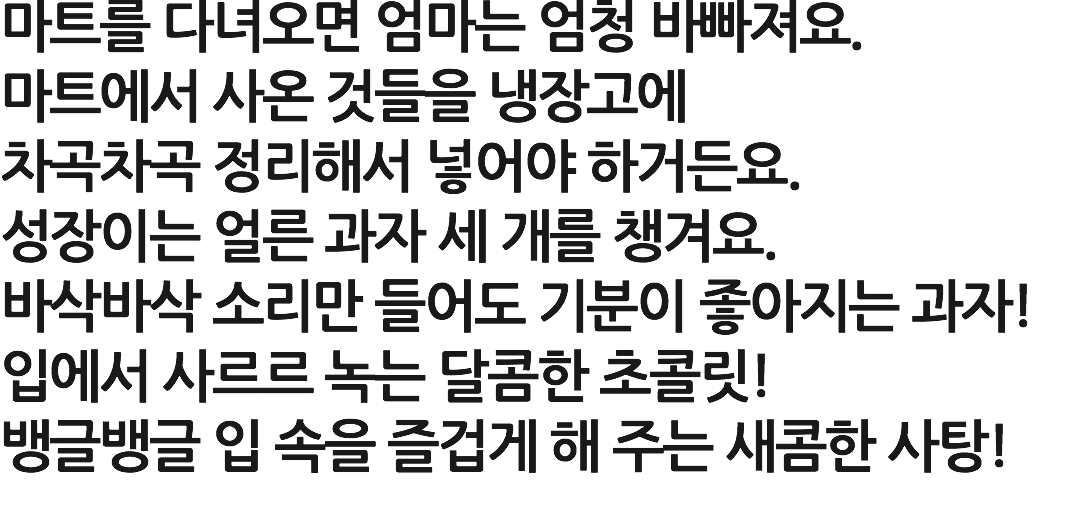 마트를 다녀오면 엄마는 엄청 바빠져요.
마트에서 사온 것들을 냉장고에
차곡차곡 정리해서 넣어야 하거든요.
성장이는 얼른 과자 세 개를 챙겨요.
바삭바삭 소리만 들어도 기분이 좋아지는 과자!
입에서 사르르 녹는 달콤한 초콜릿!
뱅글뱅글 입 속을 즐겁게 해 주는 새콤한 사탕!